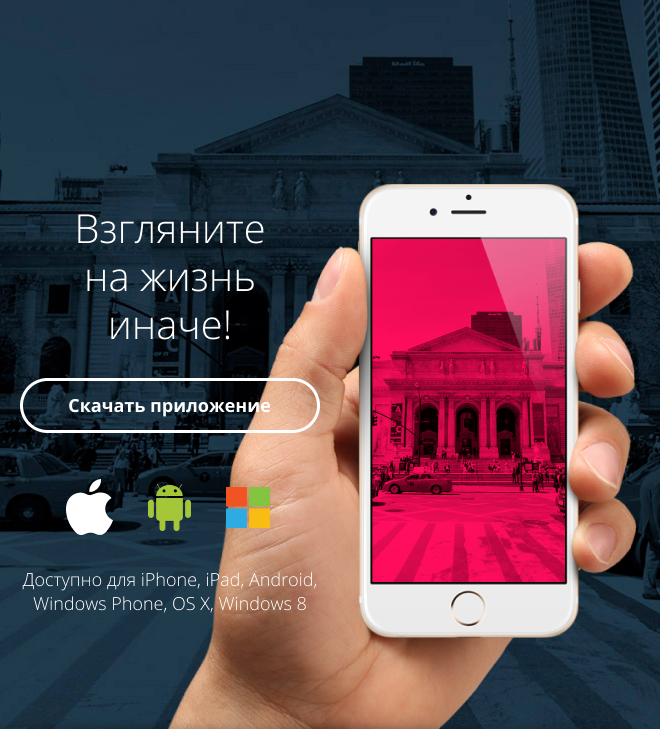 Взгляните
на жизнь
иначе!
Скачать приложение
Доступно для iPhone, iPad, Android,
Windows Phone, OS X, Windows 8